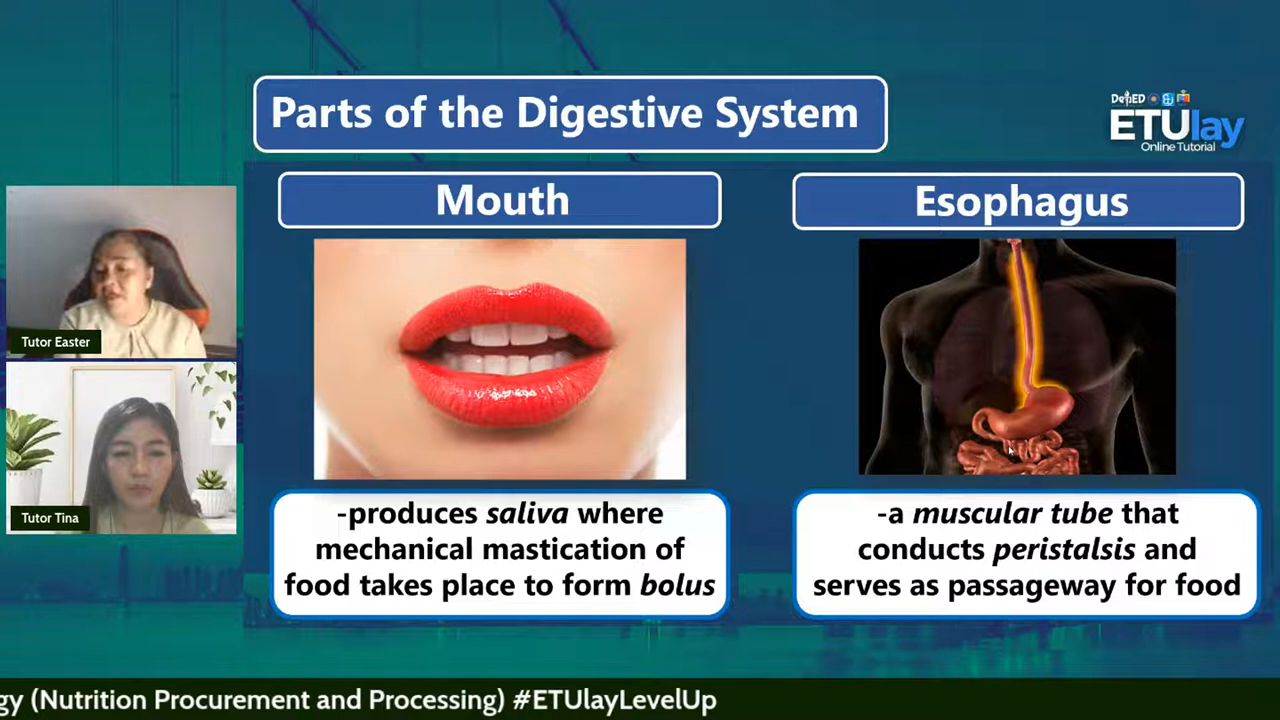 Parts of the Digestive System
DepED
ETUlay
Online Tutorial
Mouth
Esophagus
Tutor Easter
Tutor Tina
-produces saliva where
mechanical mastication of
food takes place to form bolus
-a muscular tube that
conducts peristalsis and
serves as passageway for food
gy (Nutrition Procurement and Processing) #ETUlayLevelUp